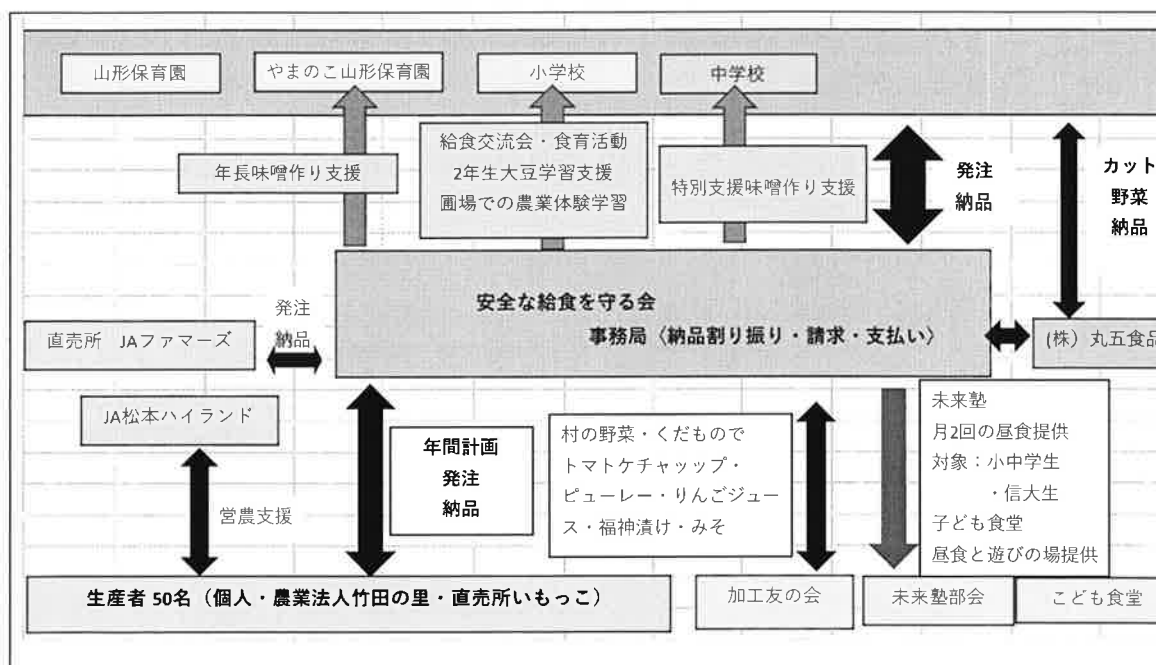 山形保育園
やまのこ山形保育園
小学校
中学校
年長味噌作り支援
給食交流会・食育活動
2年生大豆学習支援
圃場での農業体験学習
特別支援味噌作り支援
発注
納品
カット
野菜
納品
安全な給食を守る会
事務局〈納品割り振り・請求・支払い〉
発注
納品
直売所 JAファマーズ
(株)丸五食品
JA松本ハイランド
営農支援
年間計画
発注
納品
村の野菜・くだもので
トマトケチャッップ・
ピューレー・りんごジュー
ス・福神漬け・みそ
未来塾
月2回の昼食提供
対象：小中学生
・信大生
子ども食堂
昼食と遊びの場提供
生産者 50名（個人・農業法人竹田の里・直売所いもっこ）
加工友の会
未来塾部会
こども食堂